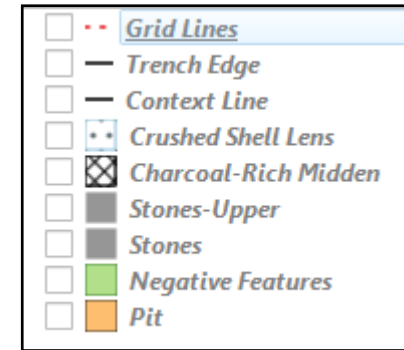 Grid Lines
Trench Edge
Context Line
Crushed Shell Lens
Charcoal-Rich Midden
Stones-Upper
Stones
Negative Features
Pit